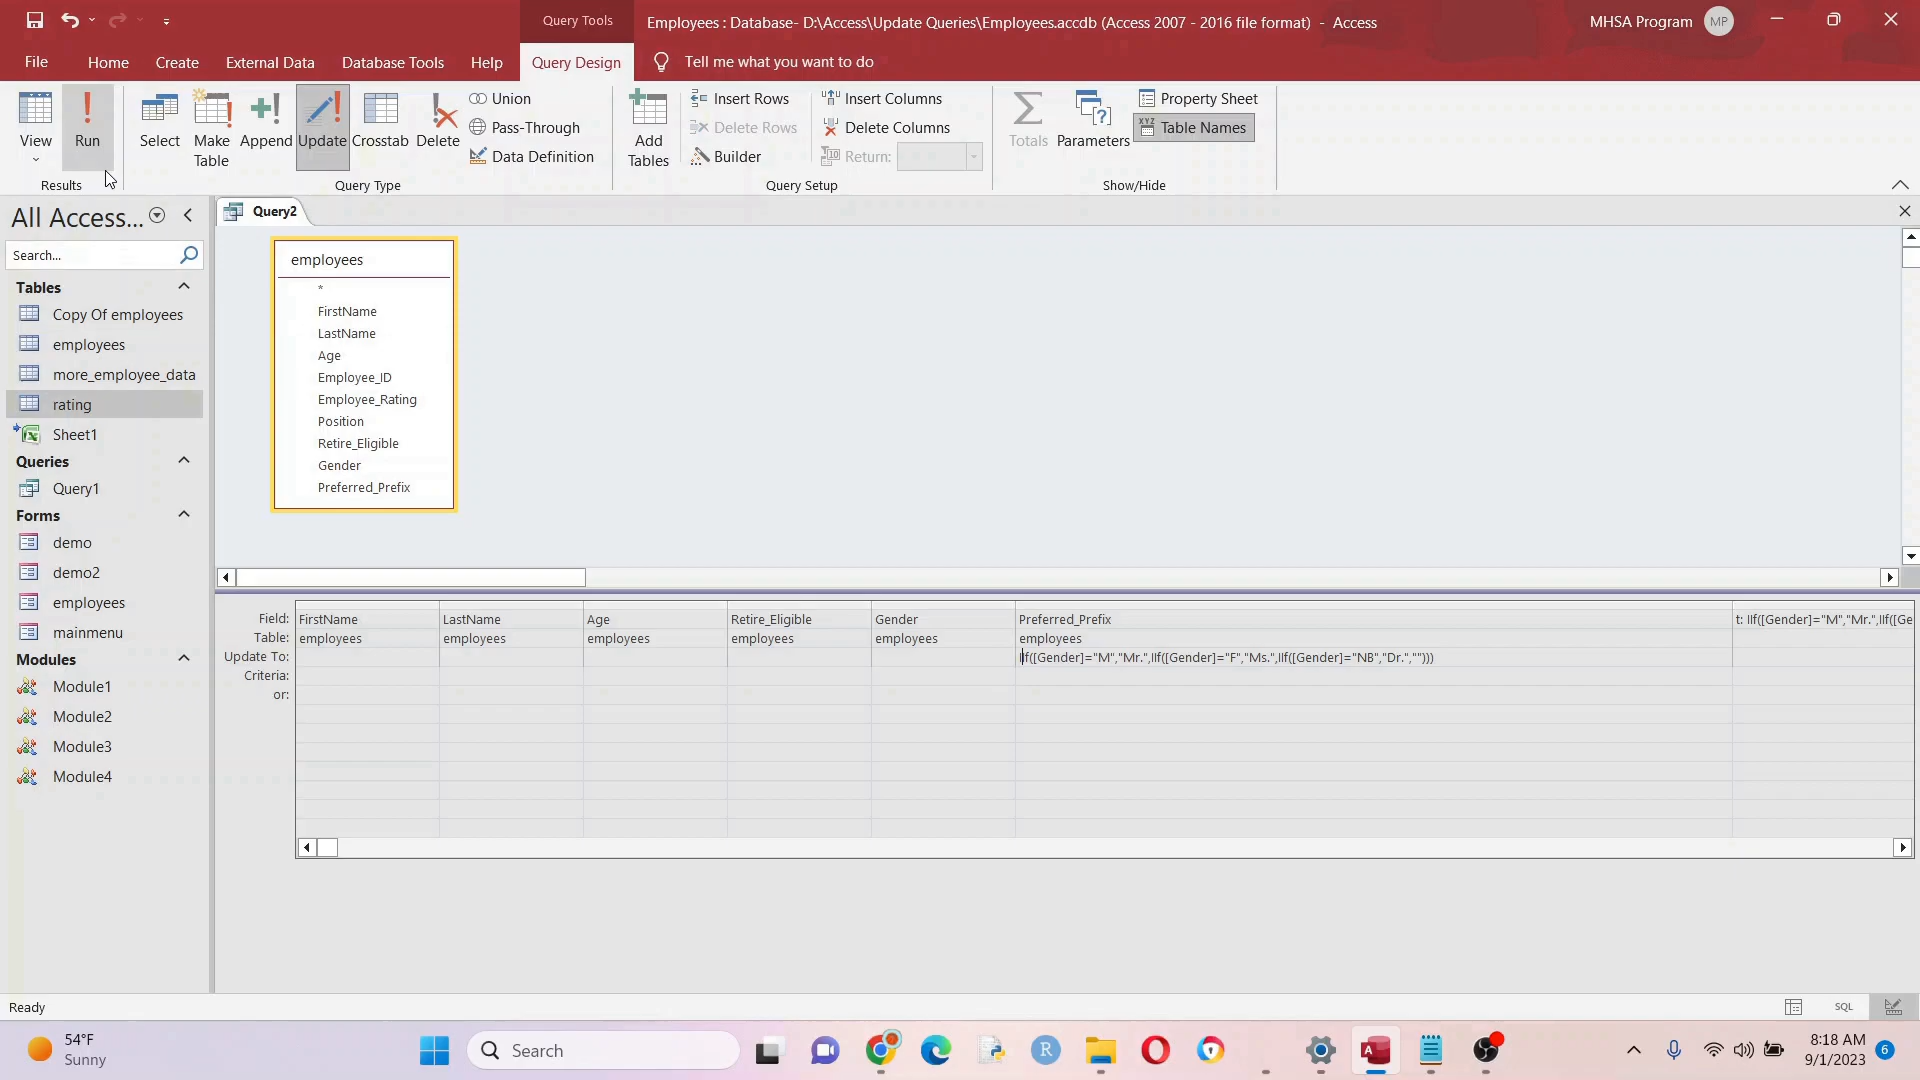 Query Tools
Employees : Database- D:\Access\Update Queries\Employees.accdb (Access 2007 - 2016 file format)  -  Access
MHSA Program
MP
File
Home
Create
External Data
Database Tools
Help
Query Design
Tell me what you want to do
View
Run
Select
Make Table
Append
Update
Crosstab
Delete
Union
Pass-Through
Data Definition
Add Tables
Insert Rows
Delete Rows
Builder
Insert Columns
Delete Columns
Return:
Totals
Parameters
Property Sheet
Table Names
Results
Query Type
Query Setup
Show/Hide
All Access...
Search...
Tables
Copy Of employees
employees
more_employee_data
rating
Sheet1
Queries
Query1
Forms
demo
demo2
employees
mainmenu
Modules
Module1
Module2
Module3
Module4
Query2
employees
*
FirstName
LastName
Age
Employee_ID
Employee_Rating
Position
Retire_Eligible
Gender
Preferred_Prefix
Field: FirstName LastName Age Retire_Eligible Gender Preferred_Prefix t: IIf([Gender]="M","Mr.",IIf([Ge
Table: employees employees employees employees employees employees
Update To: IIf([Gender]="M","Mr.",IIf([Gender]="F","Ms.",IIf([Gender]="NB","Dr.","")))
Criteria:
or:
Ready
SQL
54°F
Sunny
Search
8:18 AM
9/1/2023
6